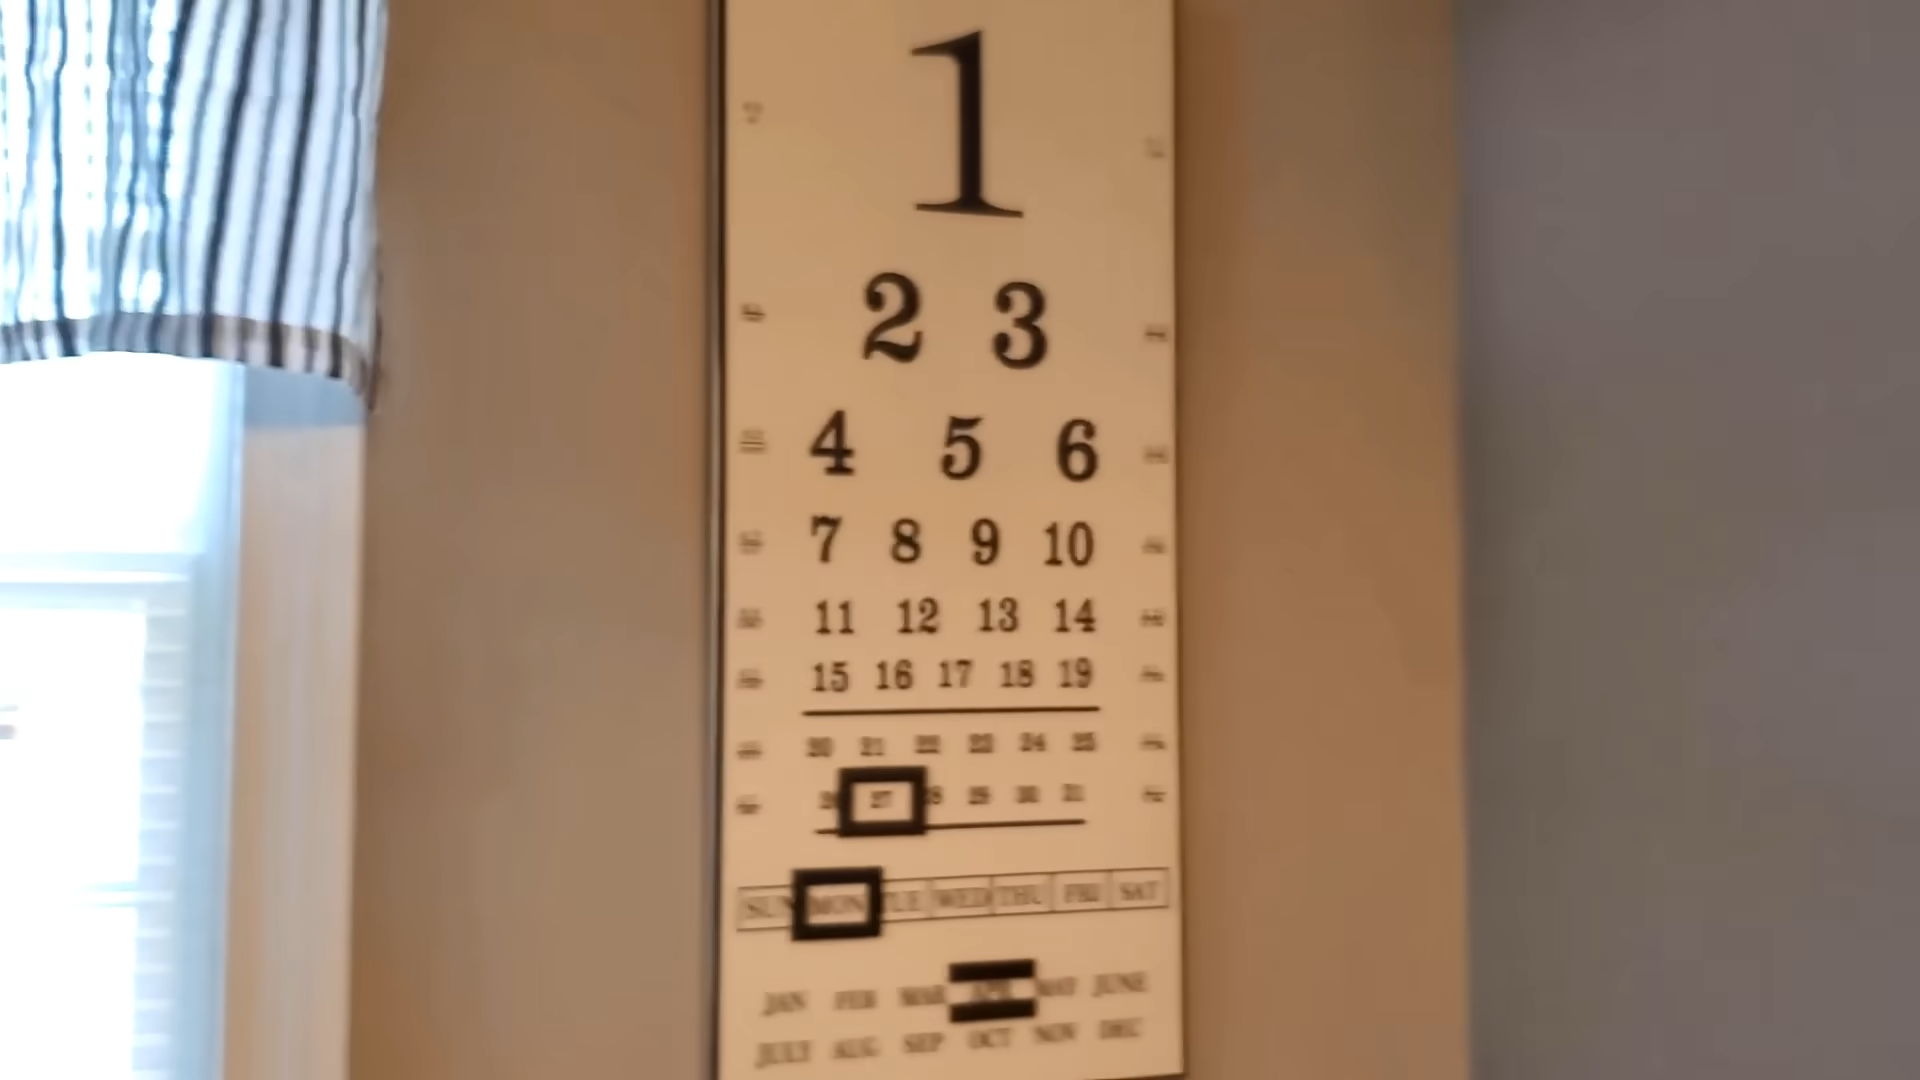 1
2 3
4 5 6
7 8 9 10
11 12 13 14
15 16 17 18 19
20 21 22 23 24 25
27 29 30 31
SUN MON TUE WED THU FRI SAT
JAN FEB MAR APR MAY JUNE
JULY AUG SEP OCT NOV DEC